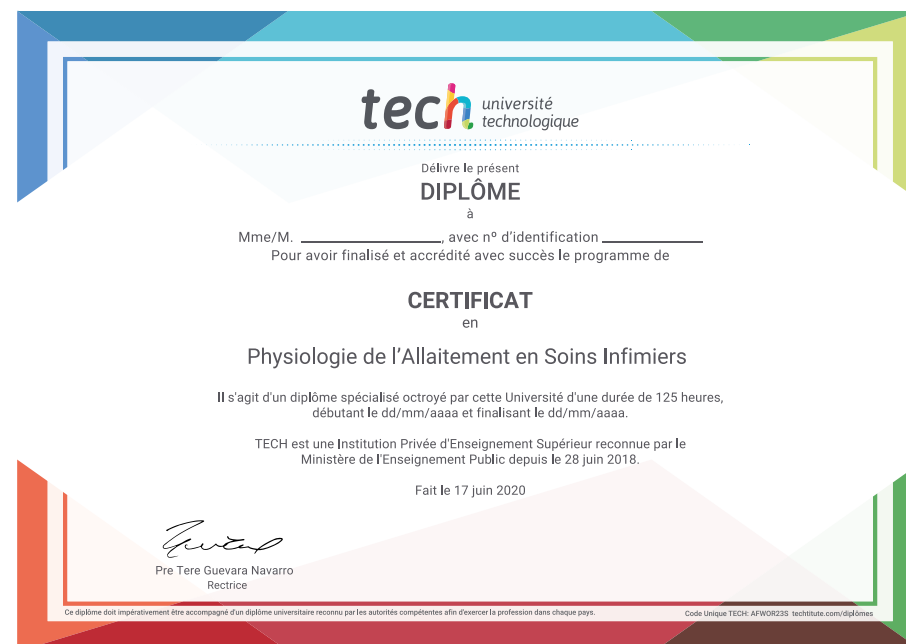 tech université
technologique
Délivre le présent
DIPLÔME
à
Mme/M. ____________________, avec nº d'identification ______________
Pour avoir finalisé et accrédité avec succès le programme de
CERTIFICAT
en
Physiologie de l'Allaitement en Soins Infimiers
Il s'agit d'un diplôme spécialisé octroyé par cette Université d'une durée de 125 heures,
débutant le dd/mm/aaaa et finalisant le dd/mm/aaaa.
TECH est une Institution Privée d'Enseignement Supérieur reconnue par le
Ministère de l'Enseignement Public depuis le 28 juin 2018.
Fait le 17 juin 2020
Pre Tere Guevara Navarro
Rectrice
Ce diplôme doit impérativement être accompagné d'un diplôme universitaire reconnu par les autorités compétentes afin d'exercer la profession dans chaque pays.
Code Unique TECH: AFWOR23S techtitute.com/diplômes